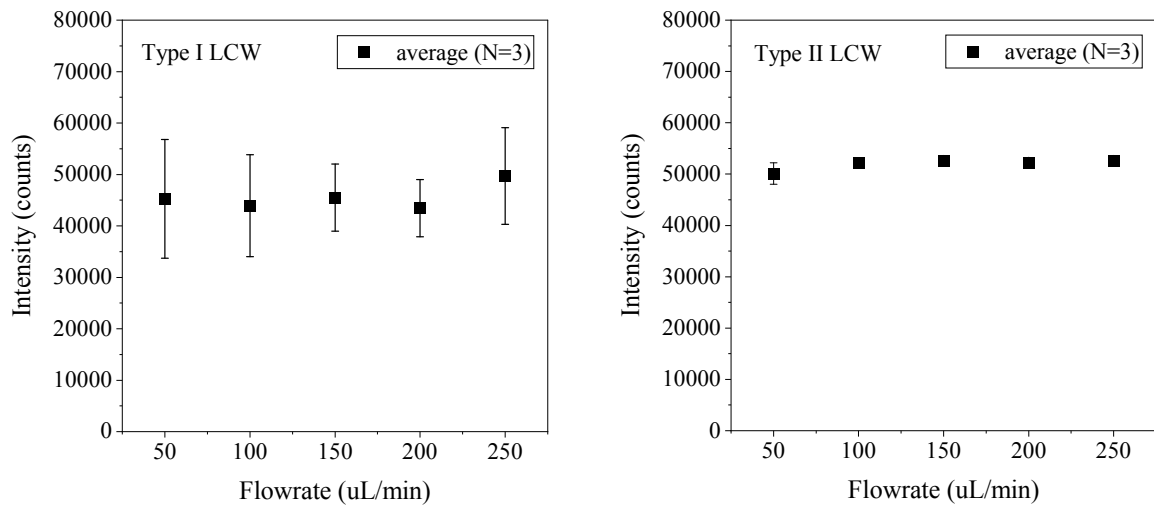 Type I LCW
average (N=3)
80000
70000
60000
50000
40000
30000
20000
10000
0
Intensity (counts)
50 100 150 200 250
Flowrate (uL/min)
Type II LCW
average (N=3)
80000
70000
60000
50000
40000
30000
20000
10000
0
Intensity (counts)
50 100 150 200 250
Flowrate (uL/min)